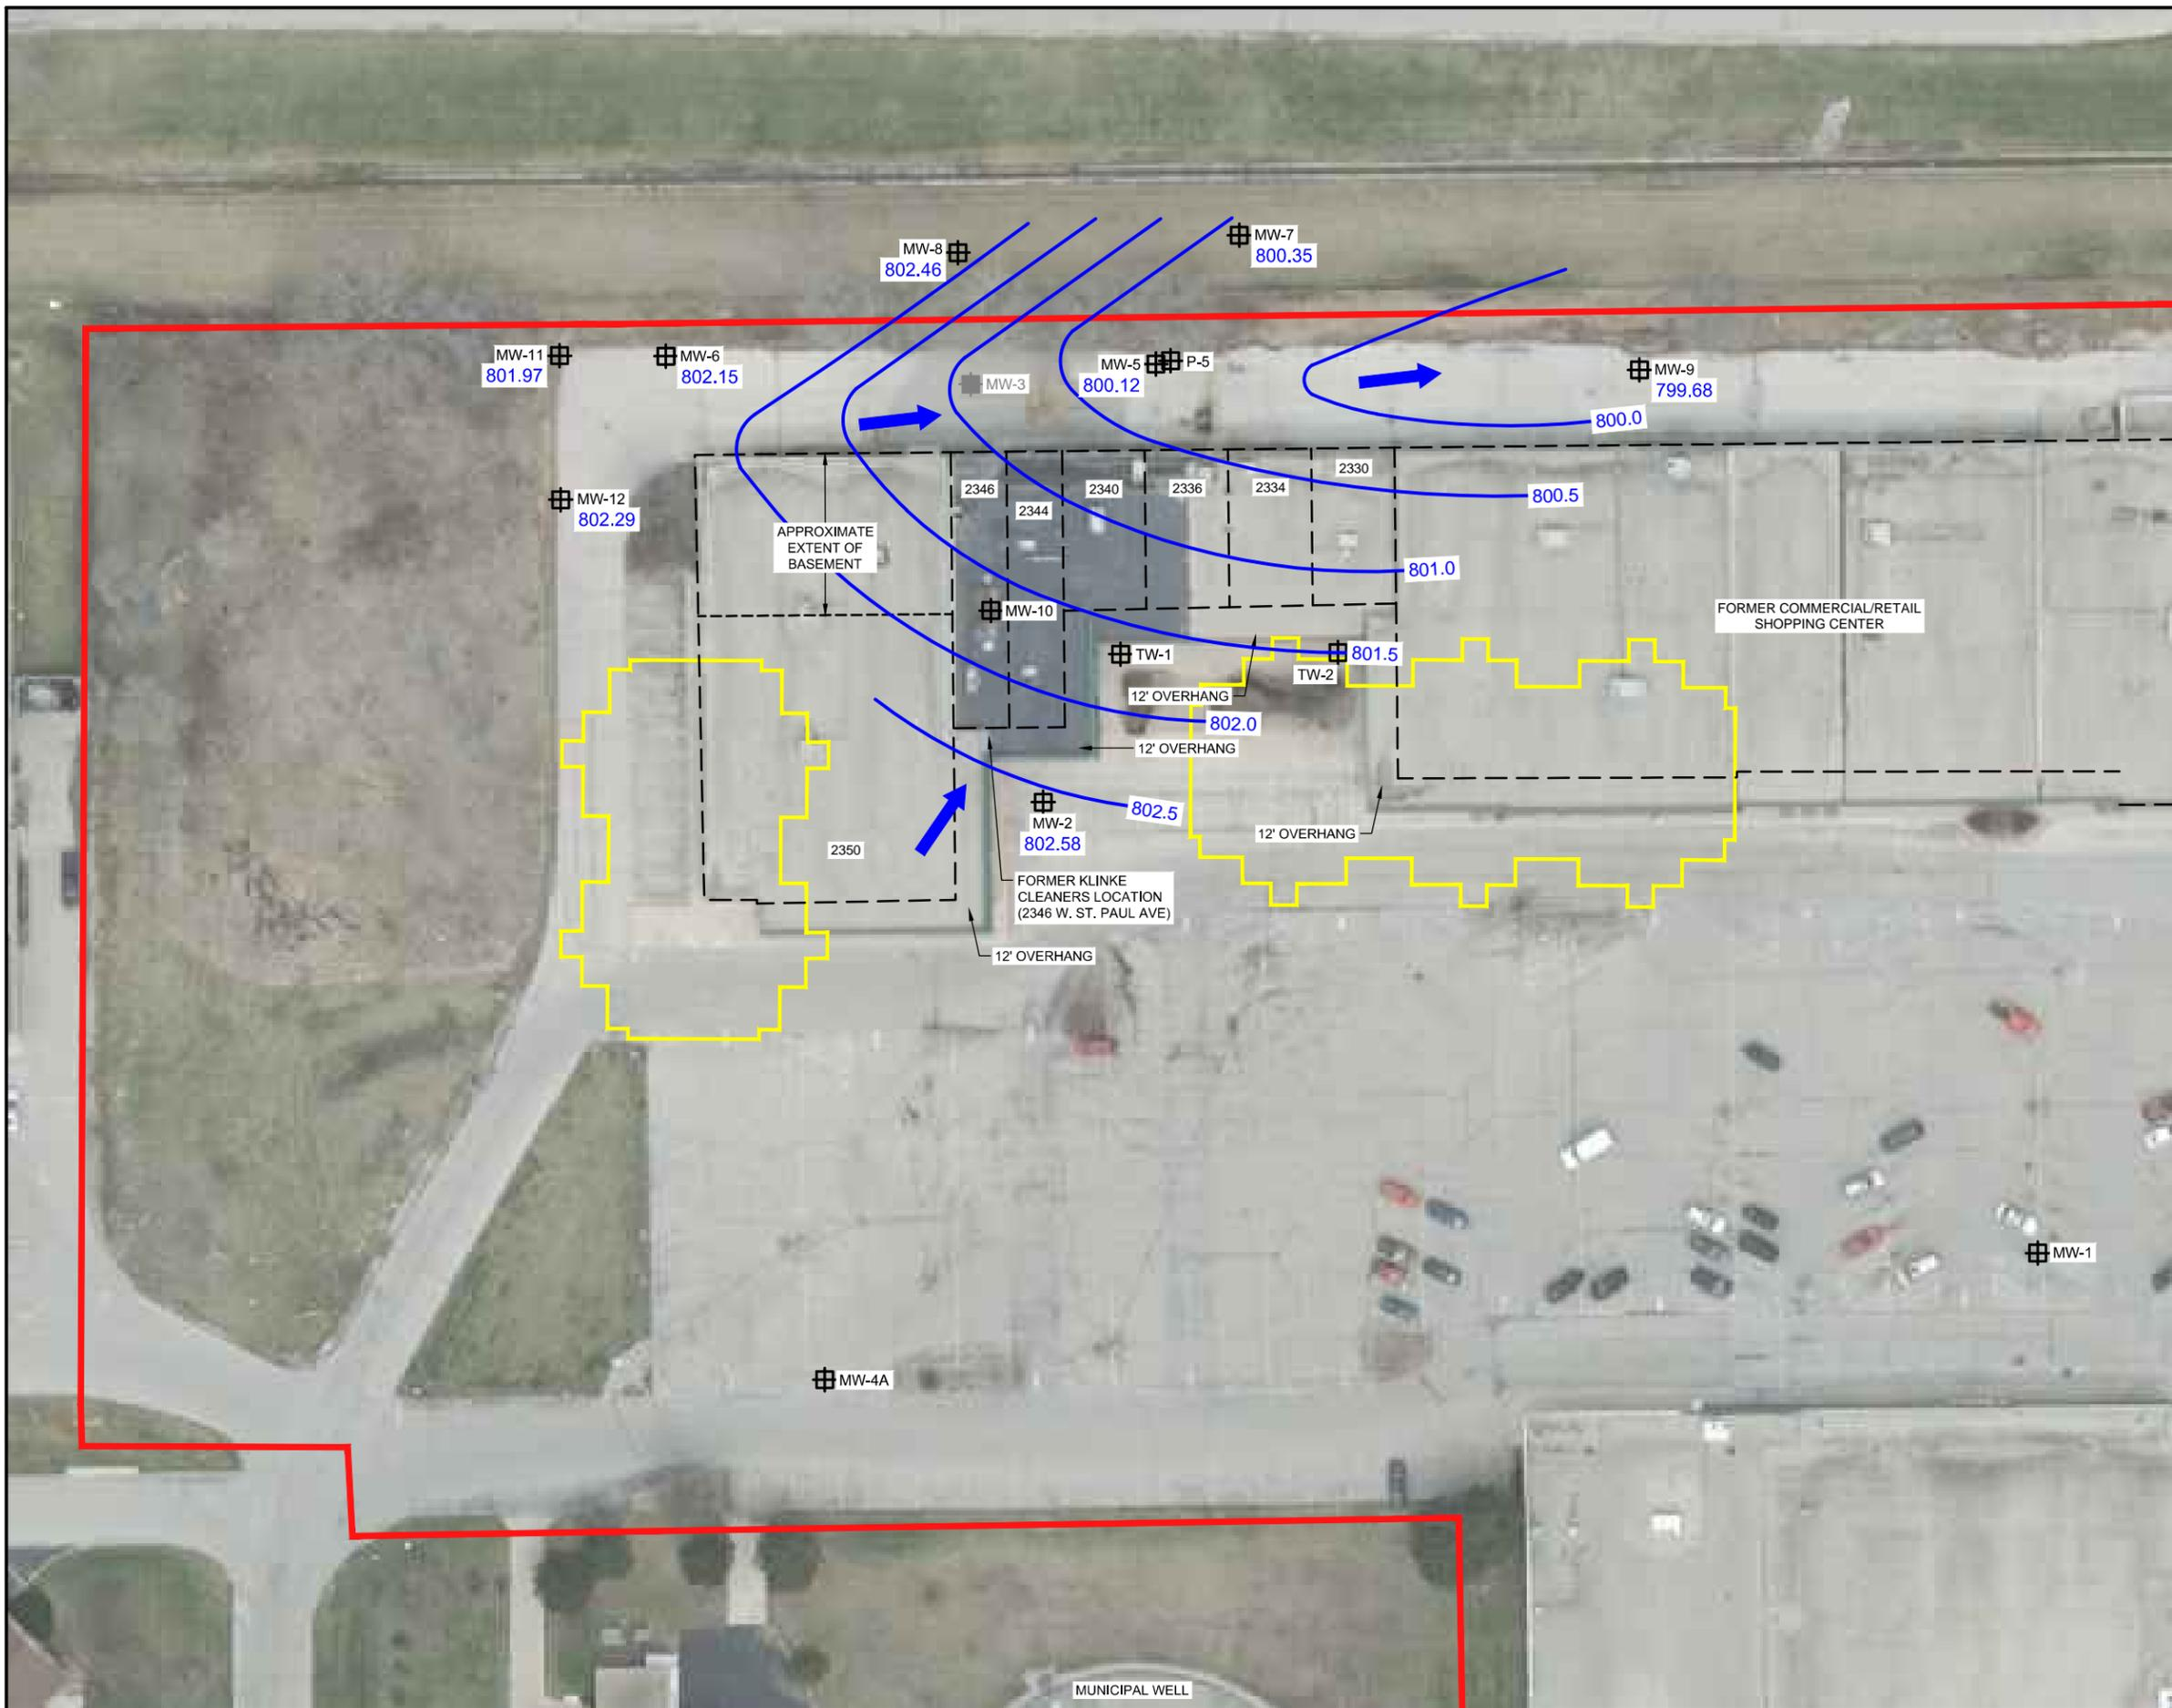 MW-7
800.35
MW-8
802.46
MW-11
801.97
MW-6
802.15
MW-3
MW-5
P-5
800.12
MW-9
799.68
800.0
2330
2346
2340
2336
2334
800.5
MW-12
802.29
2344
APPROXIMATE
EXTENT OF
BASEMENT
801.0
MW-10
FORMER COMMERCIAL/RETAIL
SHOPPING CENTER
TW-1
801.5
TW-2
12' OVERHANG
802.0
12' OVERHANG
802.5
MW-2
802.58
12' OVERHANG
2350
FORMER KLINKE
CLEANERS LOCATION
(2346 W. ST. PAUL AVE)
12' OVERHANG
MW-1
MW-4A
MUNICIPAL WELL